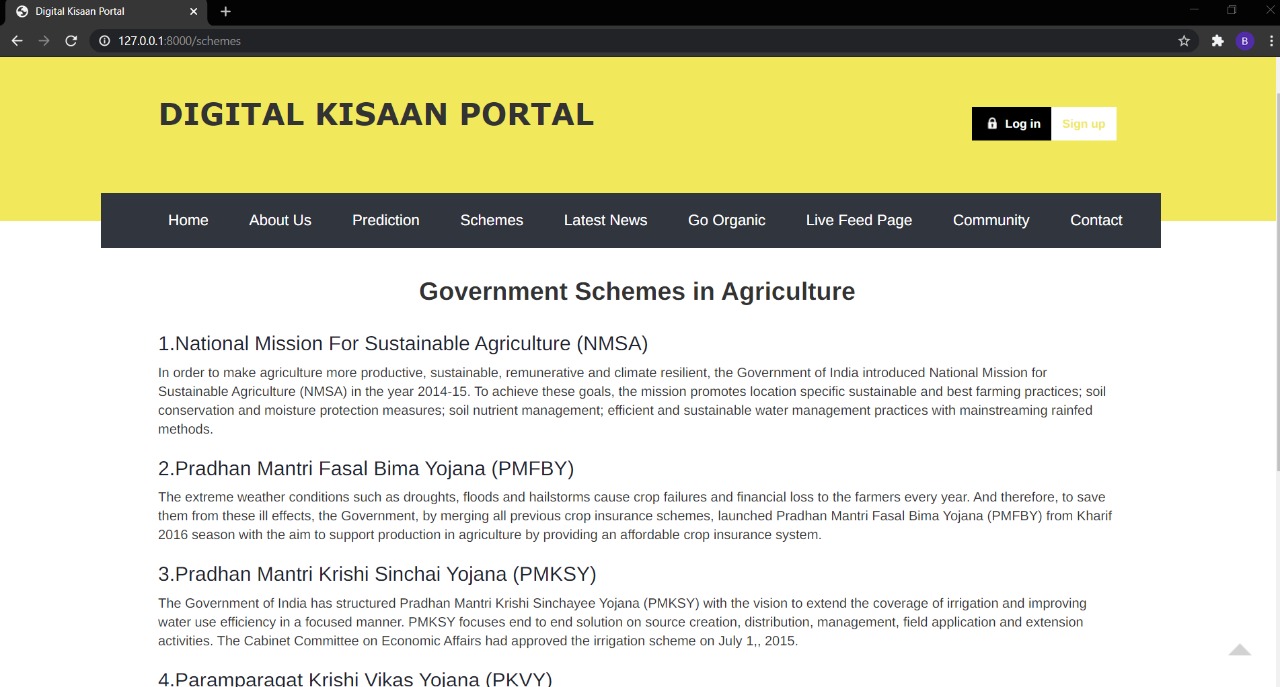 Digital Kisaan Portal
127.0.0.1:8000/schemes
B
DIGITAL KISAAN PORTAL
Log in Sign up
Home About Us Prediction Schemes Latest News Go Organic Live Feed Page Community Contact
Government Schemes in Agriculture
1.National Mission For Sustainable Agriculture (NMSA)
In order to make agriculture more productive, sustainable, remunerative and climate resilient, the Government of India introduced National Mission for
Sustainable Agriculture (NMSA) in the year 2014-15. To achieve these goals, the mission promotes location specific sustainable and best farming practices; soil
conservation and moisture protection measures; soil nutrient management; efficient and sustainable water management practices with mainstreaming rainfed
methods.
2.Pradhan Mantri Fasal Bima Yojana (PMFBY)
The extreme weather conditions such as droughts, floods and hailstorms cause crop failures and financial loss to the farmers every year. And therefore, to save
them from these ill effects, the Government, by merging all previous crop insurance schemes, launched Pradhan Mantri Fasal Bima Yojana (PMFBY) from Kharif
2016 season with the aim to support production in agriculture by providing an affordable crop insurance system.
3.Pradhan Mantri Krishi Sinchai Yojana (PMKSY)
The Government of India has structured Pradhan Mantri Krishi Sinchayee Yojana (PMKSY) with the vision to extend the coverage of irrigation and improving
water use efficiency in a focused manner. PMKSY focuses end to end solution on source creation, distribution, management, field application and extension
activities. The Cabinet Committee on Economic Affairs had approved the irrigation scheme on July 1,, 2015.
4.Paramparagat Krishi Vikas Yojana (PKVY)